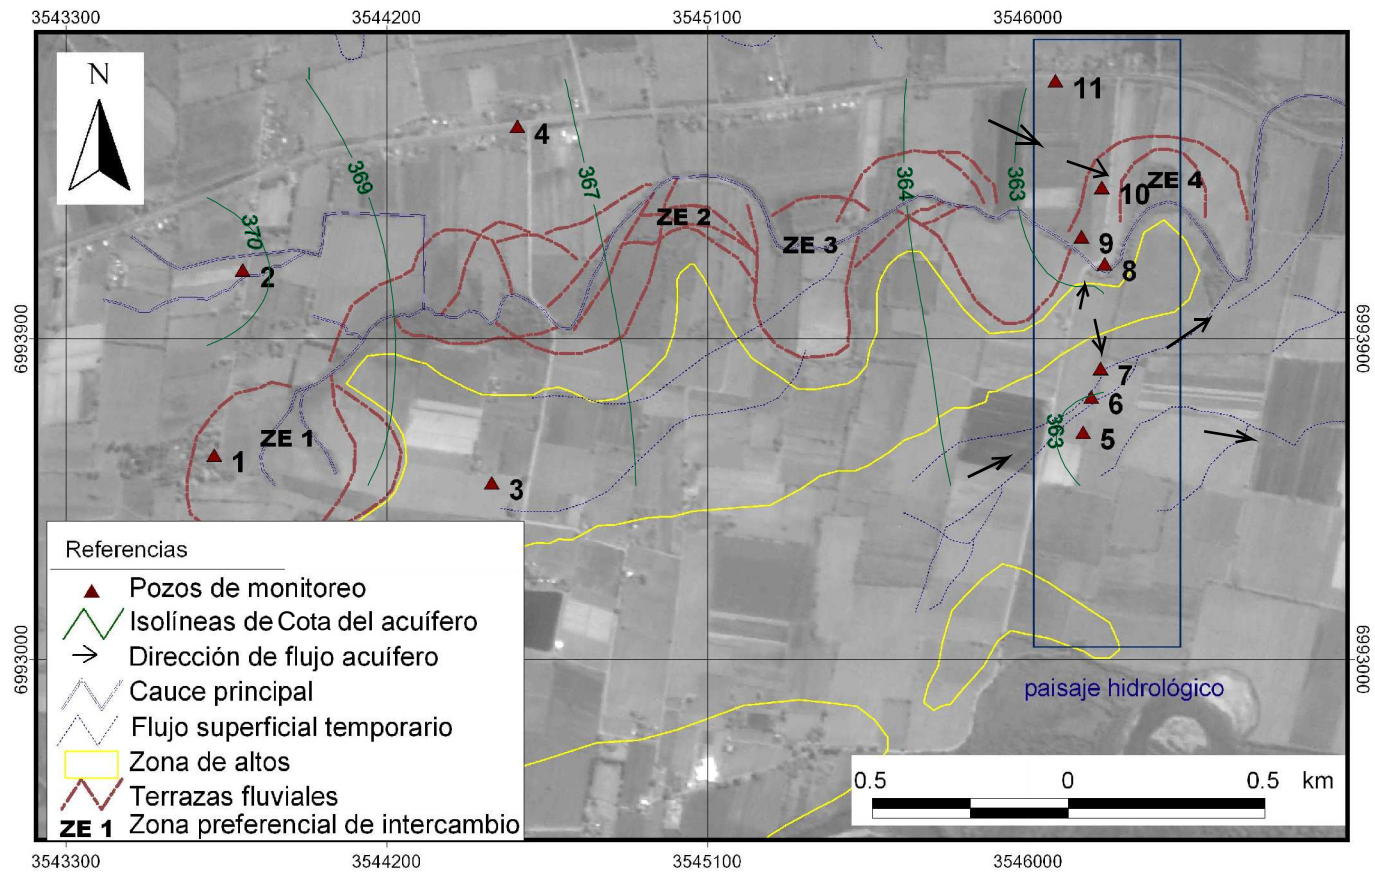 3543300 3544200 3545100 3546000
N
11
4
369
367
364
363
10
ZE 4
370
ZE 2
ZE 3
9
8
2
6993900
6993900
7
6
363
5
ZE 1
1
3
Referencias
Pozos de monitoreo
Isolíneas de Cota del acuífero
Dirección de flujo acuífero
Cauce principal
Flujo superficial temporario
Zona de altos
Terrazas fluviales
ZE 1 Zona preferencial de intercambio
6993000
6993000
paisaje hidrológico
0.5 0 0.5 km
3543300 3544200 3545100 3546000